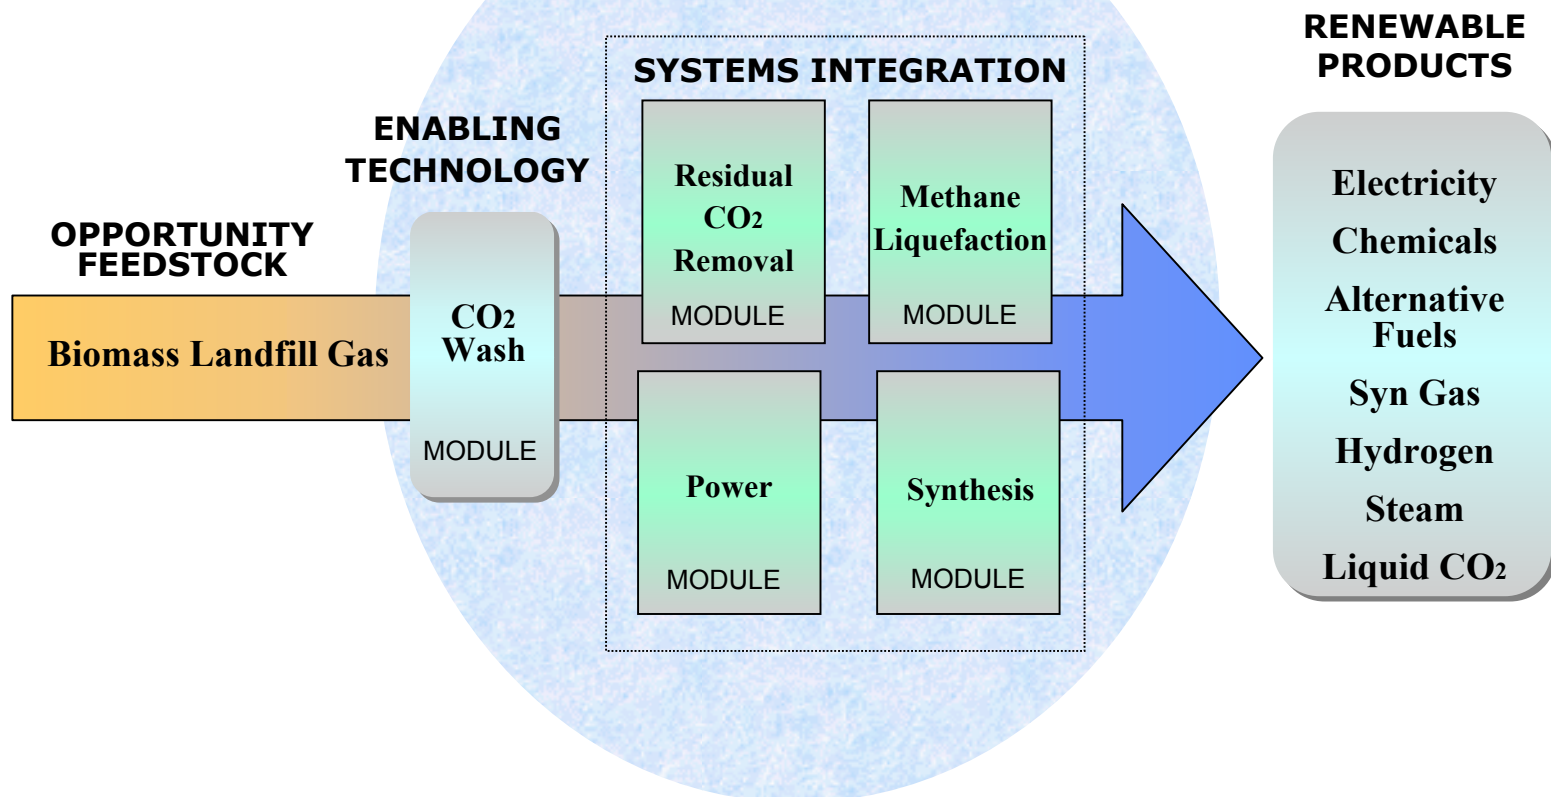 OPPORTUNITY
FEEDSTOCK
Biomass Landfill Gas
ENABLING
TECHNOLOGY
CO2
Wash
MODULE
SYSTEMS INTEGRATION
Residual
CO2
Removal
MODULE
Methane
Liquefaction
MODULE
Power
MODULE
Synthesis
MODULE
RENEWABLE
PRODUCTS
Electricity
Chemicals
Alternative
Fuels
Syn Gas
Hydrogen
Steam
Liquid CO2